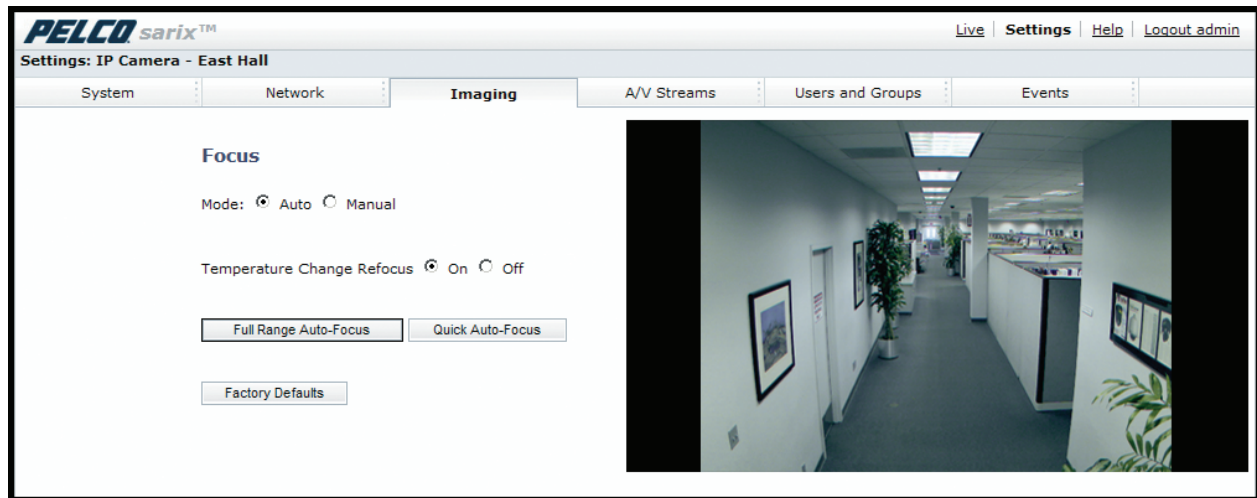 PELCO sarix™
Live | Settings | Help | Logout admin
Settings: IP Camera - East Hall
System Network Imaging A/V Streams Users and Groups Events
Focus
Mode: Auto Manual
Temperature Change Refocus On Off
Full Range Auto-Focus Quick Auto-Focus
Factory Defaults